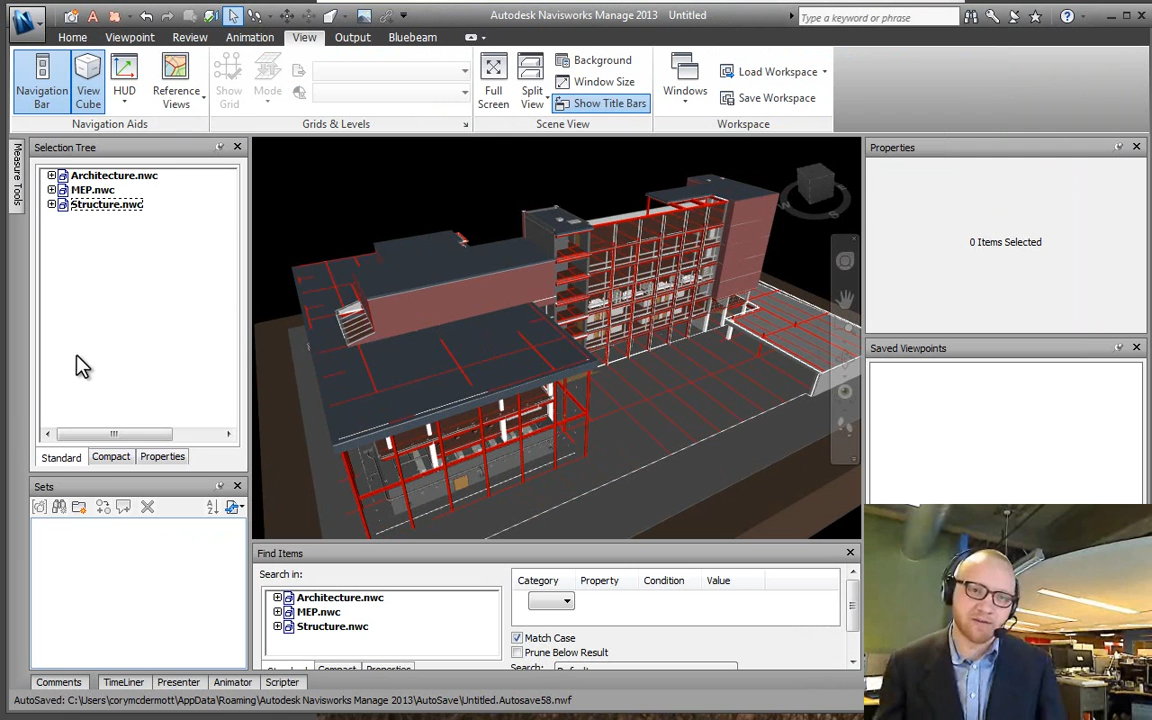 Autodesk Navisworks Manage 2013 Untitled
Type a keyword or phrase
Home Viewpoint Review Animation View Output Bluebeam
Navigation Bar
View Cube
HUD
Reference Views
Show Grid
Mode
Full Screen
Split View
Background
Window Size
Show Title Bars
Windows
Load Workspace
Save Workspace
Navigation Aids
Grids & Levels
Scene View
Workspace
Measure Tools
Selection Tree
Architecture.nwc
MEP.nwc
Structure.nwc
Standard Compact Properties
Sets
Properties
0 Items Selected
Saved Viewpoints
Find Items
Search in:
Architecture.nwc
MEP.nwc
Structure.nwc
Category Property Condition Value
Match Case
Prune Below Result
Search:
Comments TimeLiner Presenter Animator Scripter
AutoSaved: C:\Users\corymcdermott\AppData\Roaming\Autodesk Navisworks Manage 2013\AutoSave\Untitled.Autosave58.nwf